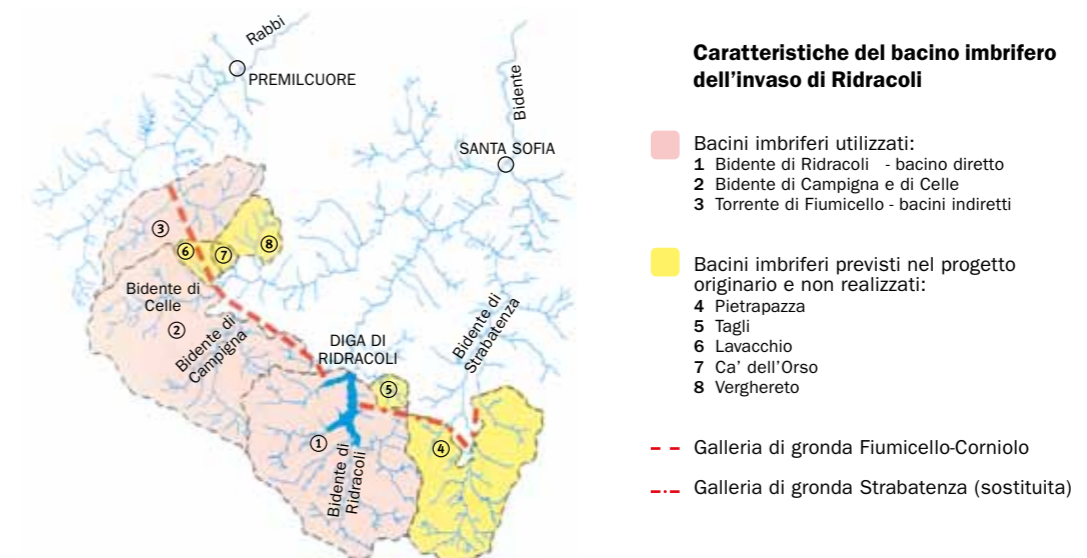 Rabbi
PREMILCUORE
Bidente
SANTA SOFIA
3
6
7
8
Bidente di
Celle
2
Bidente di
Campigna
DIGA DI
RIDRACOLI
Bidente di
Strabatenza
5
1
4
Bidente di
Ridracoli
Caratteristiche del bacino imbrifero
dell'invaso di Ridracoli
Bacini imbriferi utilizzati:
1 Bidente di Ridracoli - bacino diretto
2 Bidente di Campigna e di Celle
3 Torrente di Fiumicello - bacini indiretti
Bacini imbriferi previsti nel progetto
originario e non realizzati:
4 Pietrapazza
5 Tagli
6 Lavacchio
7 Ca' dell'Orso
8 Verghereto
Galleria di gronda Fiumicello-Corniolo
Galleria di gronda Strabatenza (sostituita)